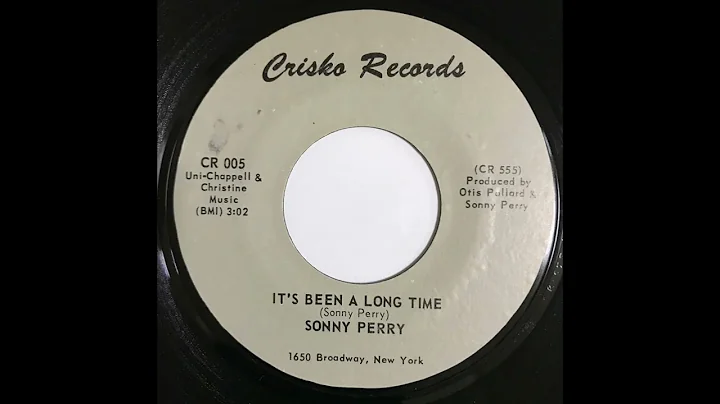 Crisko Records
CR 005
Uni-Chappell &
Christine
Music
(BMI) 3:02
(CR 555)
Produced by
Otis Pollard &
Sonny Perry
IT'S BEEN A LONG TIME
(Sonny Perry)
SONNY PERRY
1650 Broadway, New York